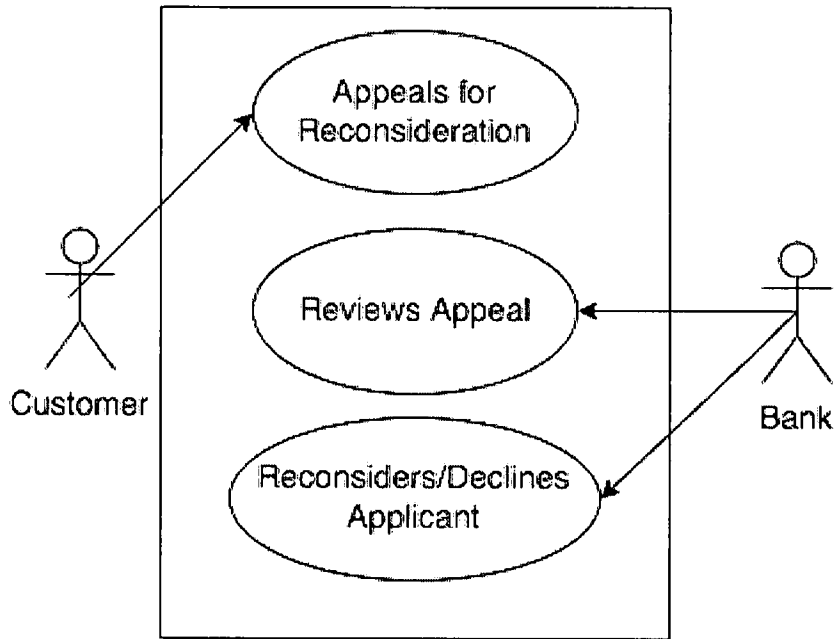 Appeals for
Reconsideration
Reviews Appeal
Customer
Bank
Reconsiders/Declines
Applicant